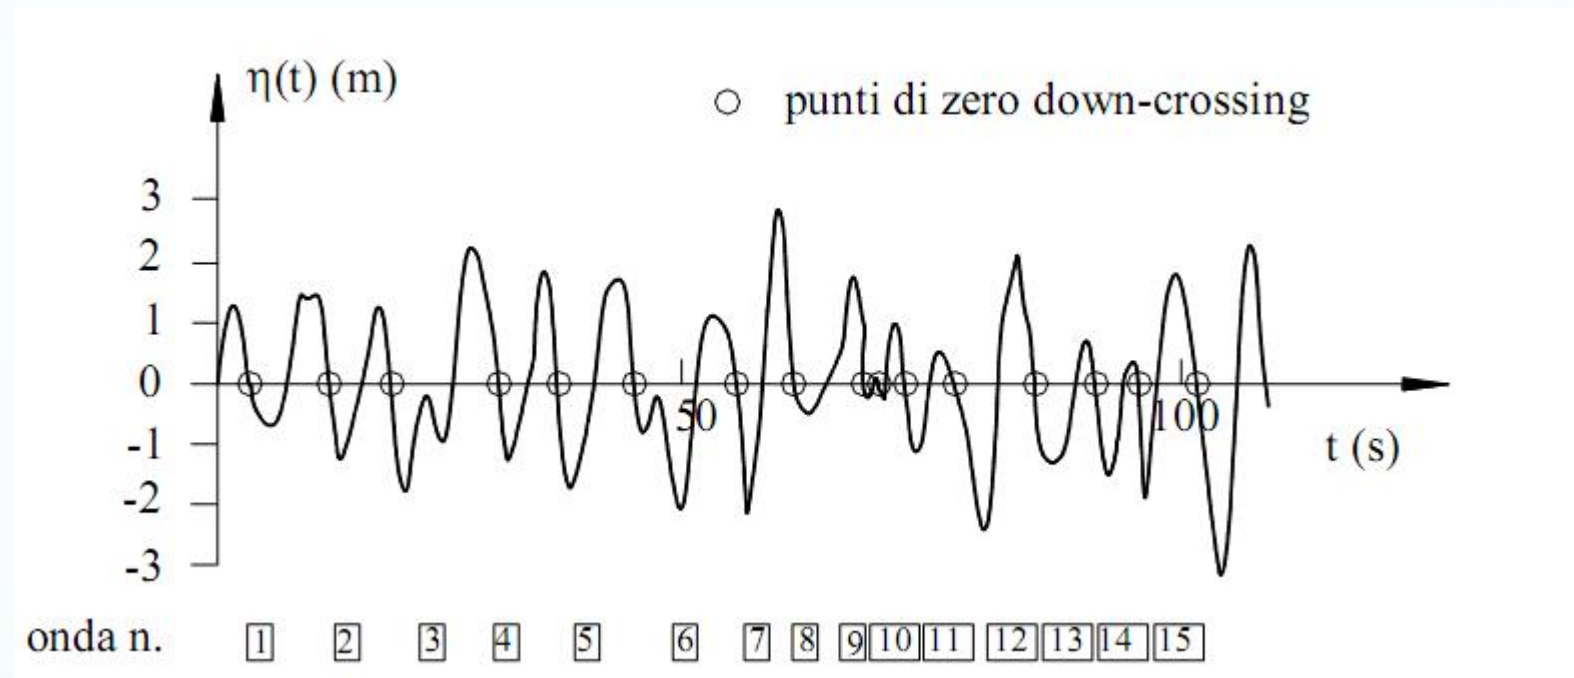 η(t) (m)
punti di zero down-crossing
3
2
1
0
-1
-2
-3
50
100
t (s)
onda n. 1 2 3 4 5 6 7 8 9 10 11 12 13 14 15